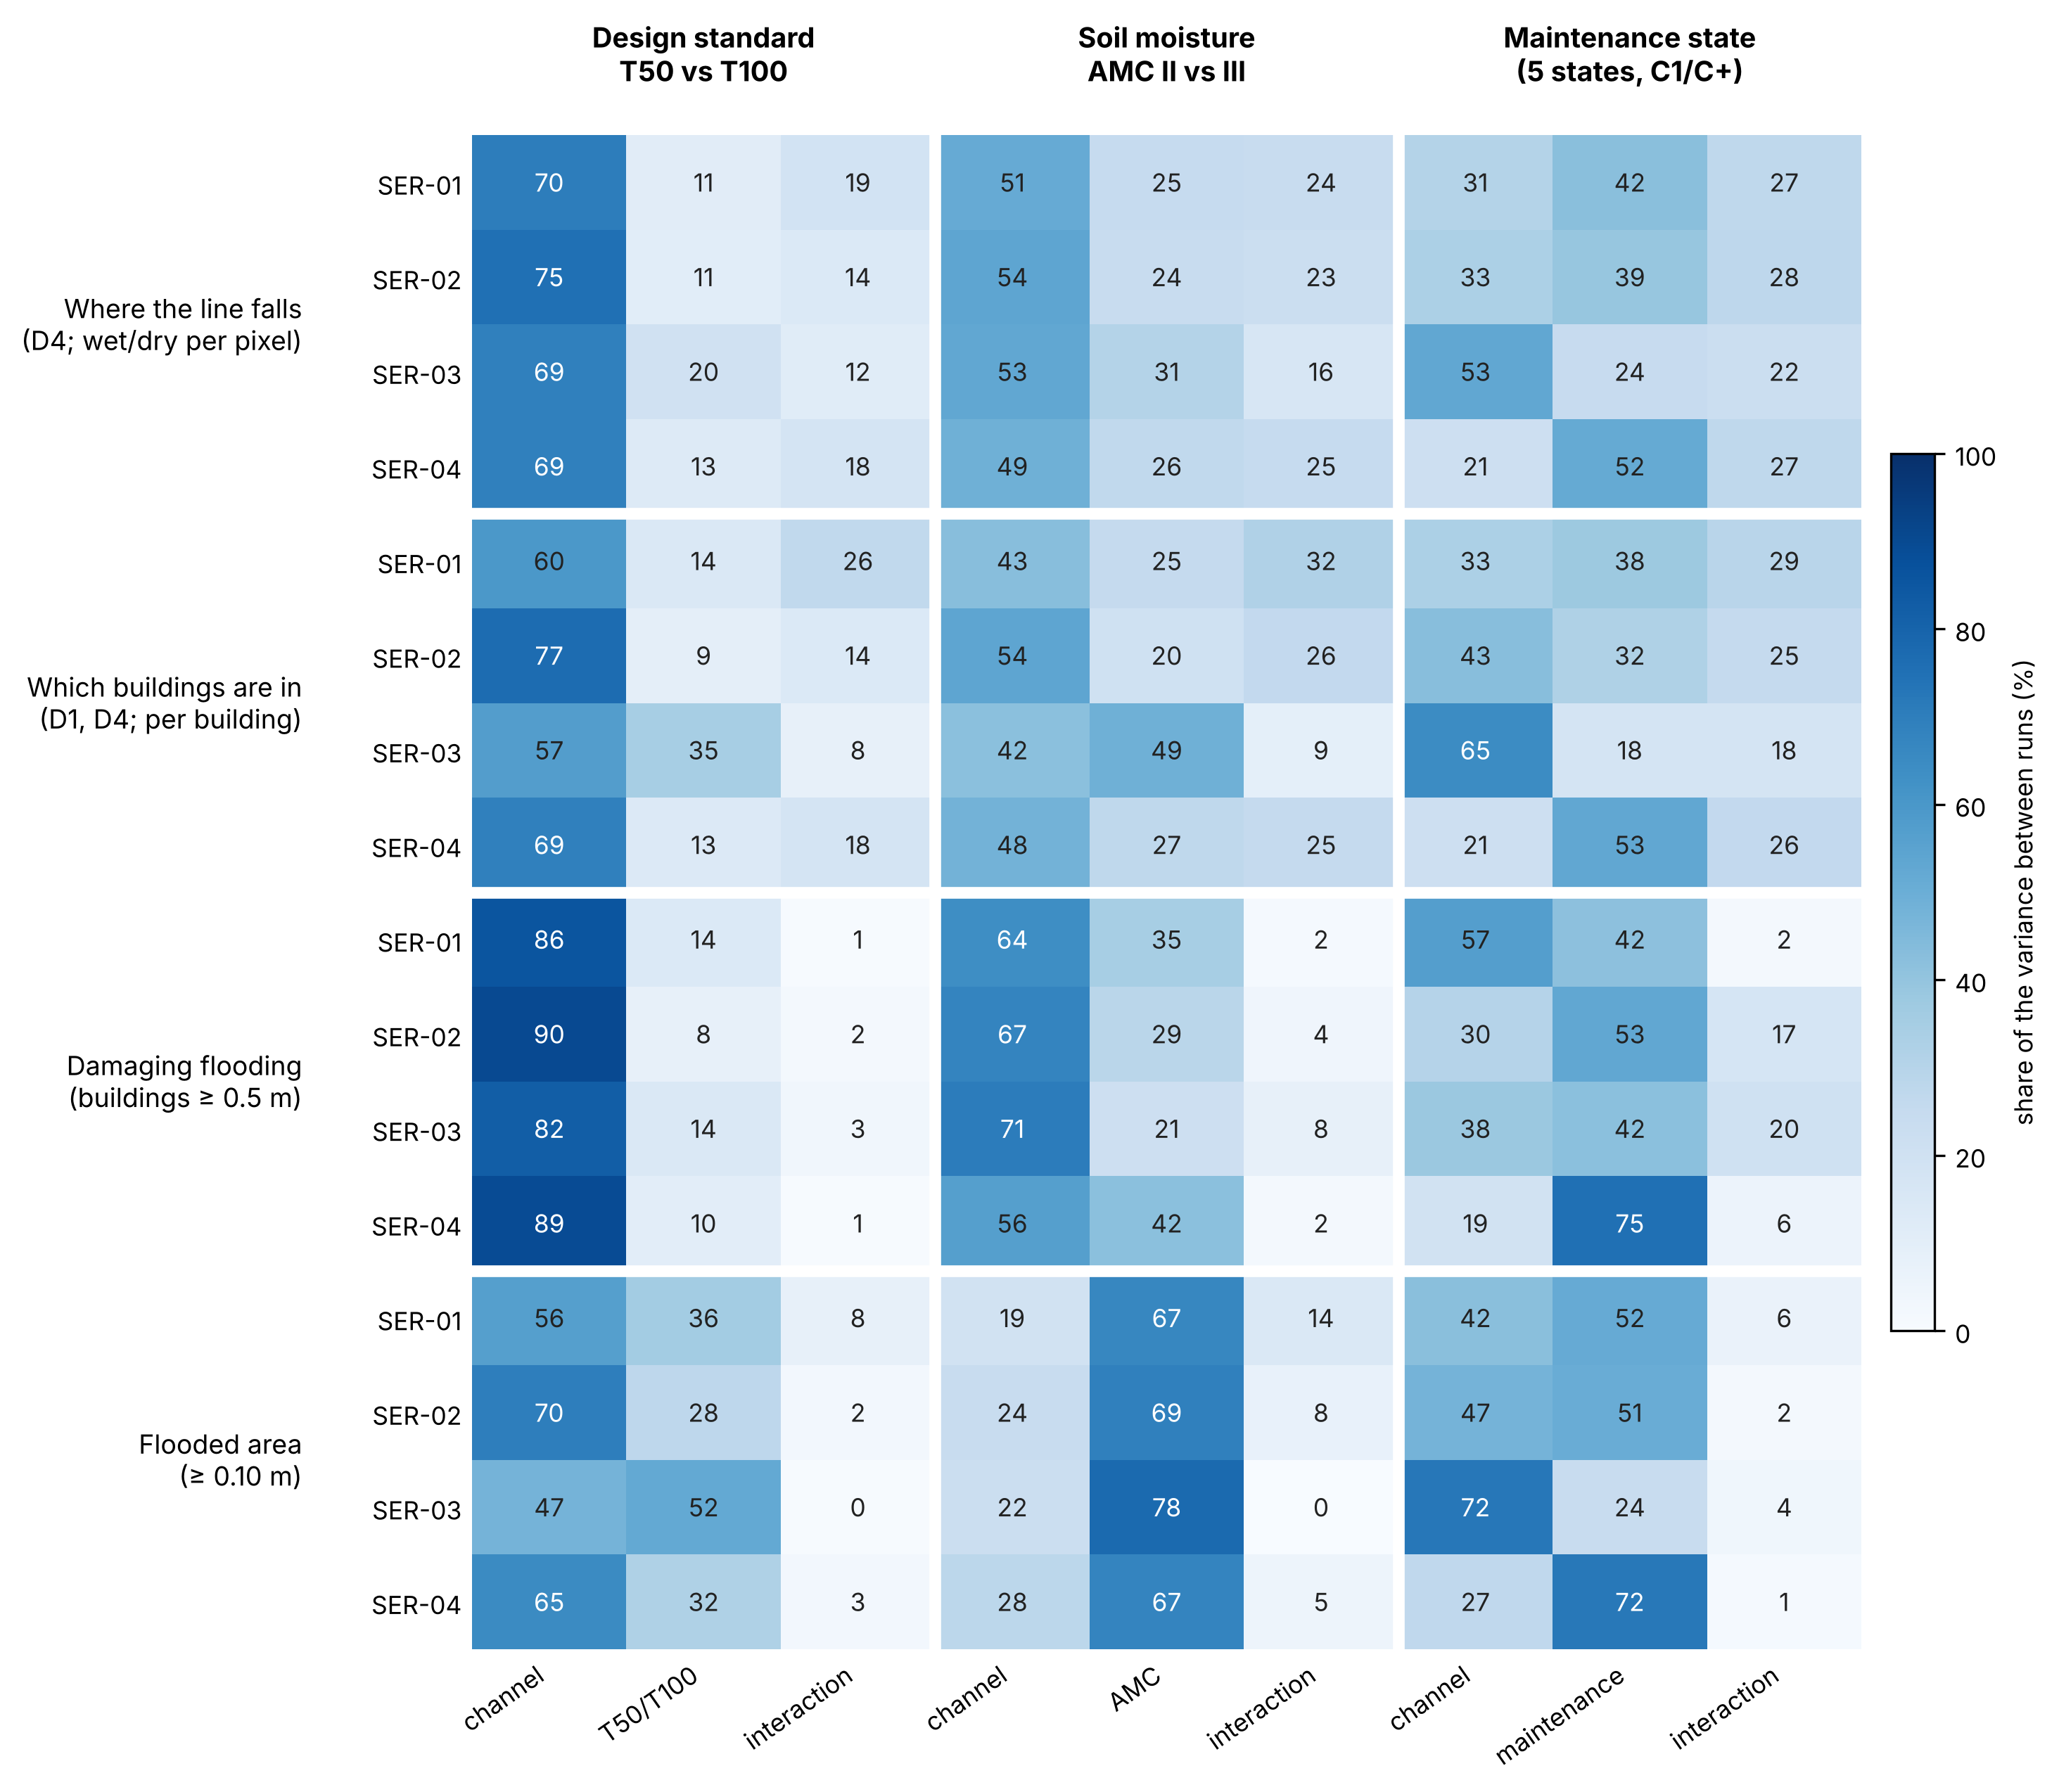 Design standard
T50 vs T100
Soil moisture
AMC II vs III
Maintenance state
(5 states, C1/C+)
Where the line falls
(D4; wet/dry per pixel)
SER-01 70 11 19 51 25 24 31 42 27
SER-02 75 11 14 54 24 23 33 39 28
SER-03 69 20 12 53 31 16 53 24 22
SER-04 69 13 18 49 26 25 21 52 27
Which buildings are in
(D1, D4; per building)
SER-01 60 14 26 43 25 32 33 38 29
SER-02 77 9 14 54 20 26 43 32 25
SER-03 57 35 8 42 49 9 65 18 18
SER-04 69 13 18 48 27 25 21 53 26
Damaging flooding
(buildings ≥ 0.5 m)
SER-01 86 14 1 64 35 2 57 42 2
SER-02 90 8 2 67 29 4 30 53 17
SER-03 82 14 3 71 21 8 38 42 20
SER-04 89 10 1 56 42 2 19 75 6
Flooded area
(≥ 0.10 m)
SER-01 56 36 8 19 67 14 42 52 6
SER-02 70 28 2 24 69 8 47 51 2
SER-03 47 52 0 22 78 0 72 24 4
SER-04 65 32 3 28 67 5 27 72 1
channel T50/T100 interaction channel AMC interaction channel maintenance interaction
100
80
60
40
20
0
share of the variance between runs (%)